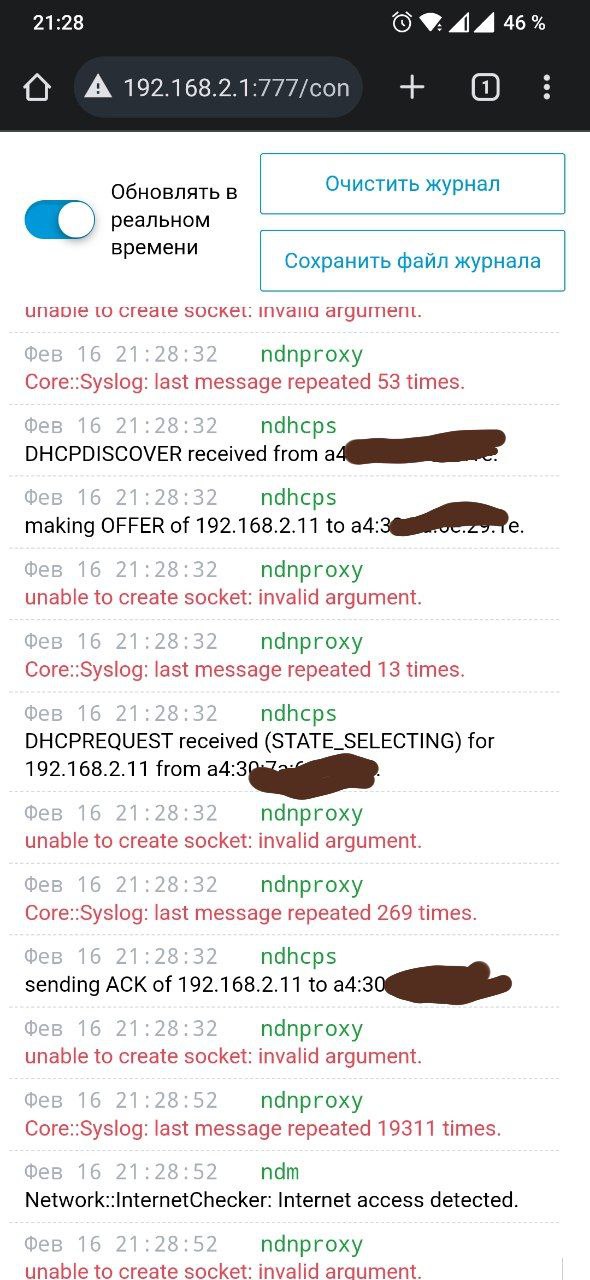 21:28
46 %
192.168.2.1:777/con
1
Обновлять в
реальном
времени
Очистить журнал
Сохранить файл журнала
unable to create socket: invalid argument.
Фев 16 21:28:32 ndnproxy
Core::Syslog: last message repeated 53 times.
Фев 16 21:28:32 ndhcps
DHCPDISCOVER received from a4
Фев 16 21:28:32 ndhcps
making OFFER of 192.168.2.11 to a4:3
Фев 16 21:28:32 ndnproxy
unable to create socket: invalid argument.
Фев 16 21:28:32 ndnproxy
Core::Syslog: last message repeated 13 times.
Фев 16 21:28:32 ndhcps
DHCPREQUEST received (STATE_SELECTING) for
192.168.2.11 from a4:30
Фев 16 21:28:32 ndnproxy
unable to create socket: invalid argument.
Фев 16 21:28:32 ndnproxy
Core::Syslog: last message repeated 269 times.
Фев 16 21:28:32 ndhcps
sending ACK of 192.168.2.11 to a4:30
Фев 16 21:28:32 ndnproxy
unable to create socket: invalid argument.
Фев 16 21:28:52 ndnproxy
Core::Syslog: last message repeated 19311 times.
Фев 16 21:28:52 ndm
Network::InternetChecker: Internet access detected.
Фев 16 21:28:52 ndnproxy
unable to create socket: invalid argument.